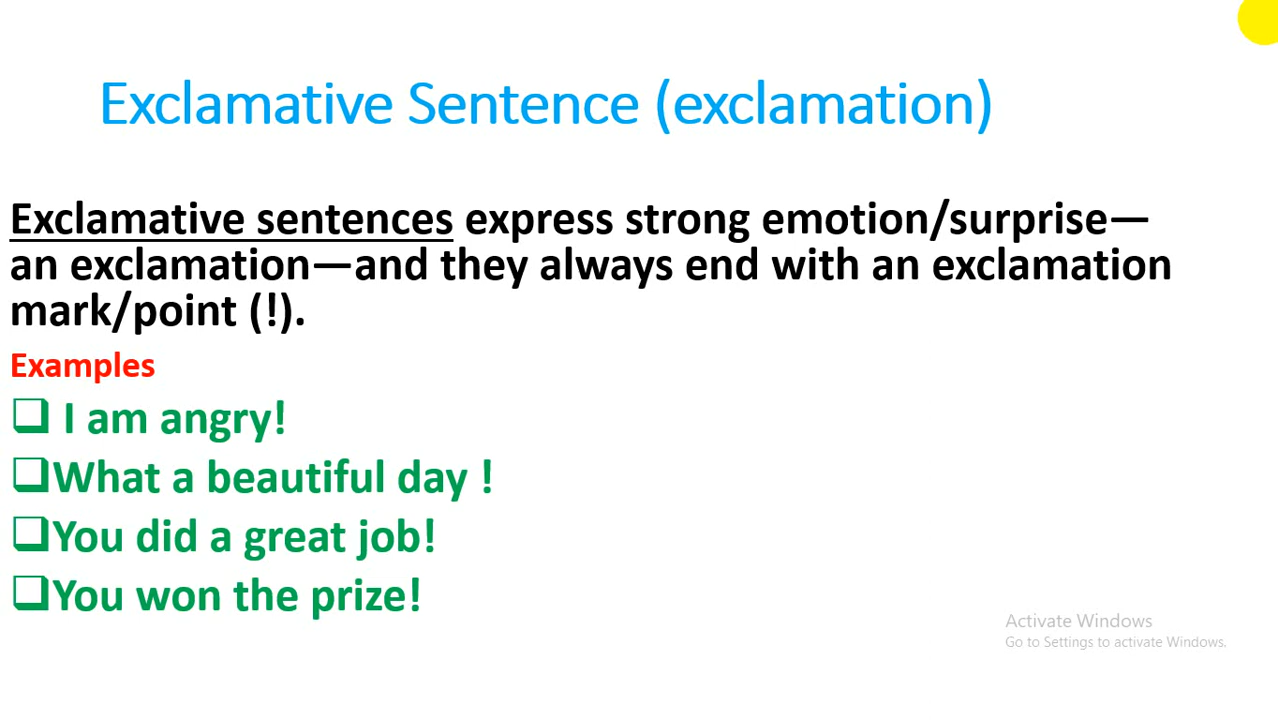 Exclamative Sentence (exclamation)
Exclamative sentences express strong emotion/surprise—
an exclamation—and they always end with an exclamation
mark/point (!).
Examples
❑ I am angry!
❑What a beautiful day !
❑You did a great job!
❑You won the prize!
Activate Windows
Go to Settings to activate Windows.